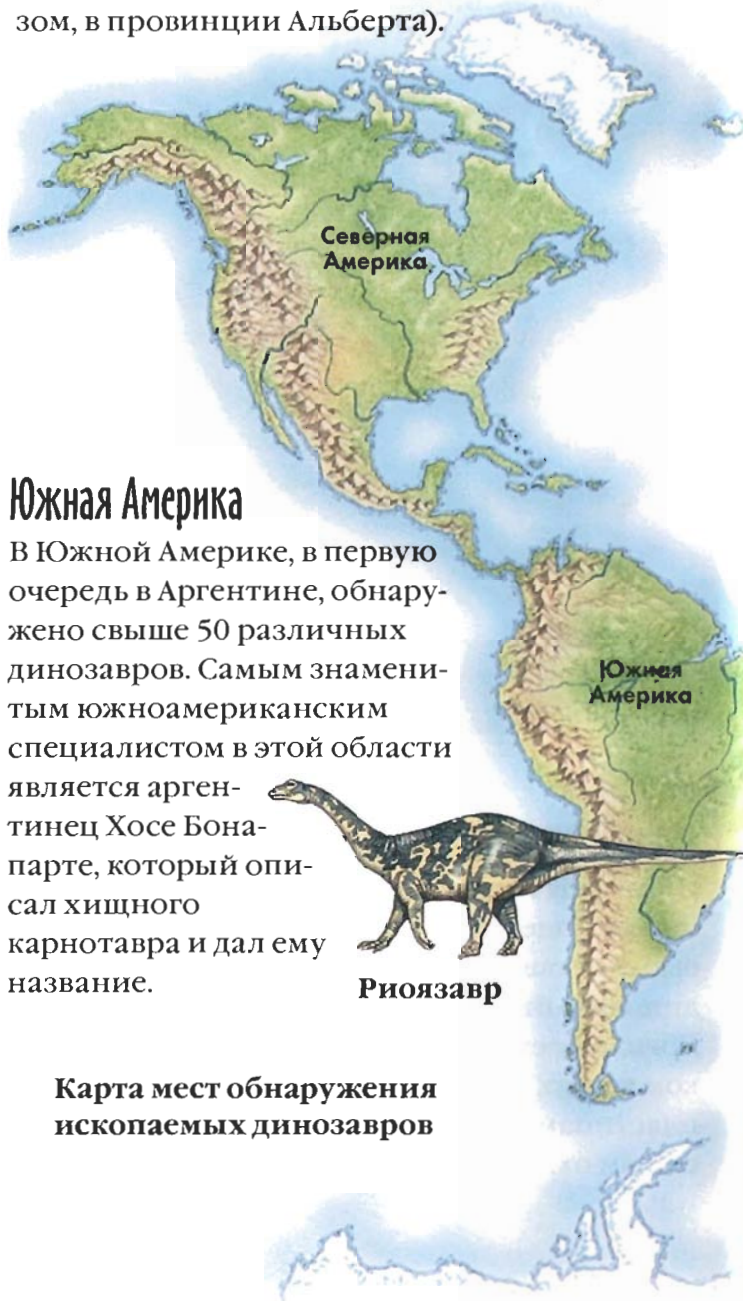 зом, в провинции Альберта).
Северная
Америка
Южная Америка
В Южной Америке, в первую
очередь в Аргентине, обнару-
жено свыше 50 различных
динозавров. Самым знамени-
тым южноамериканским
специалистом в этой области
является арген-
тинец Хосе Бона-
парте, который опи-
сал хищного
карнотавра и дал ему
название.
Южная
Америка
Риоязавр
Карта мест обнаружения
ископаемых динозавров